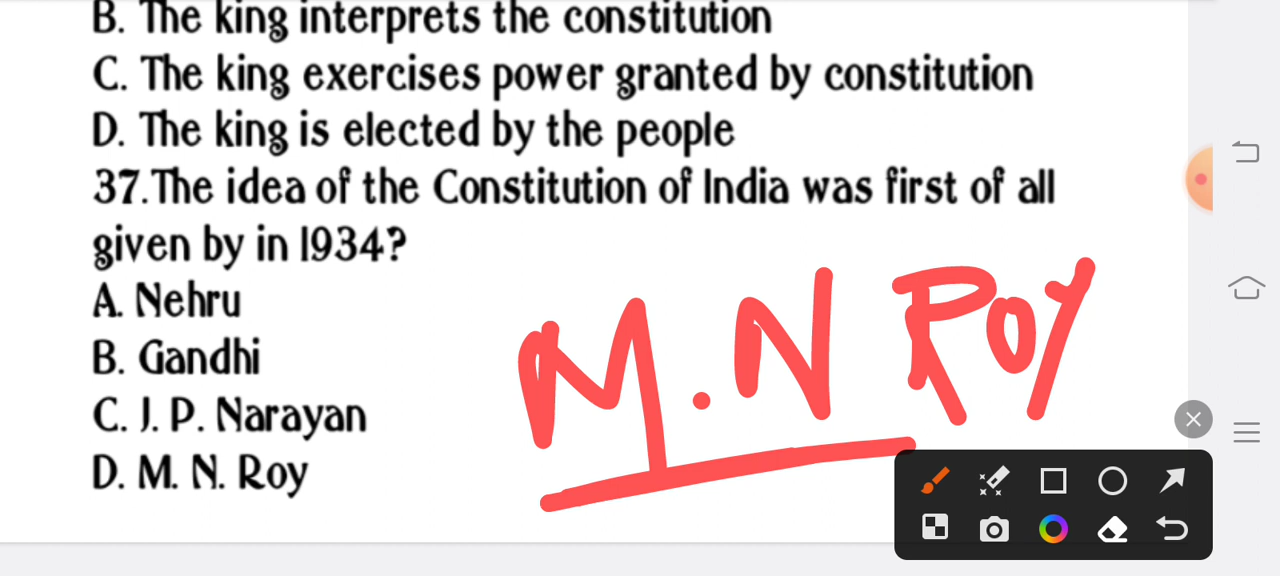 B. The king interprets the constitution
C. The king exercises power granted by constitution
D. The king is elected by the people
37.The idea of the Constitution of India was first of all
given by in 1934?
A. Nehru
B. Gandhi
C. J. P. Narayan
D. M. N. Roy
M.N Roy